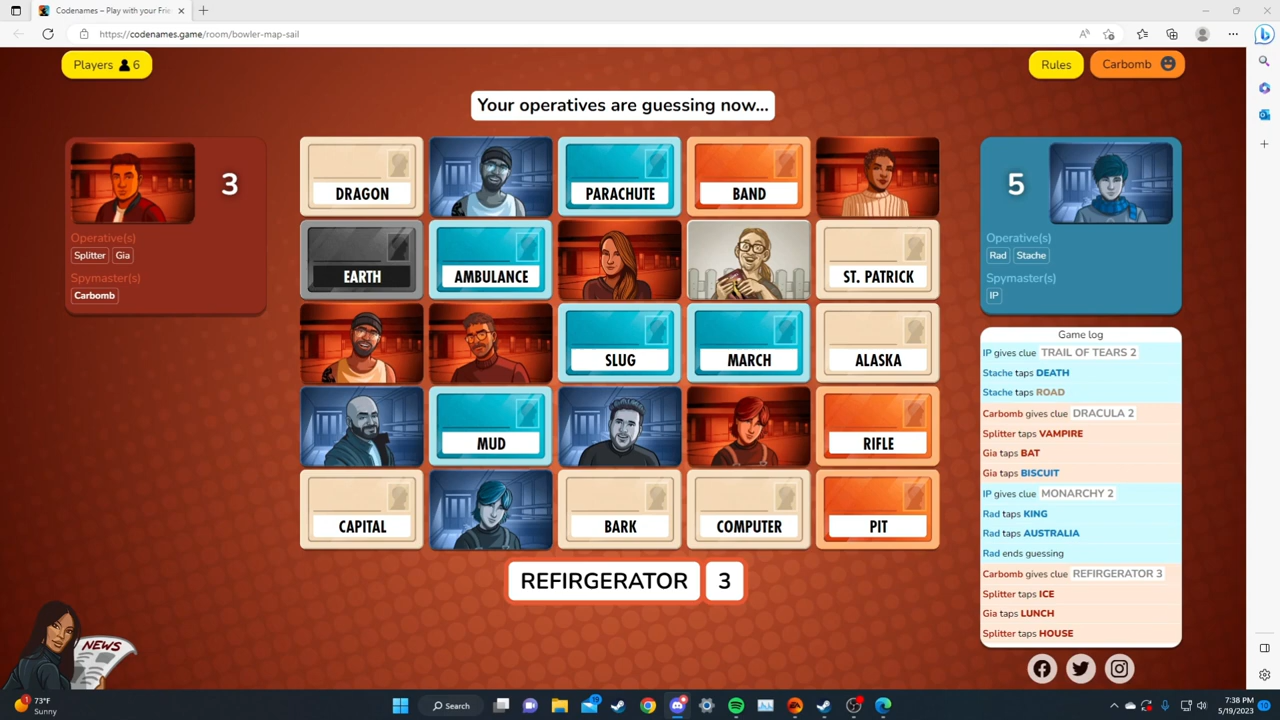 Codenames – Play with your Frie
https://codenames.game/room/bowler-map-sail
Players 6
Rules
Carbomb
Your operatives are guessing now...
3
Operative(s)
Splitter Gia
Spymaster(s)
Carbomb
DRAGON
PARACHUTE
BAND
EARTH
AMBULANCE
ST. PATRICK
SLUG
MARCH
ALASKA
MUD
RIFLE
CAPITAL
BARK
COMPUTER
PIT
REFIRGERATOR 3
5
Operative(s)
Rad Stache
Spymaster(s)
IP
Game log
IP gives clue TRAIL OF TEARS 2
Stache taps DEATH
Stache taps ROAD
Carbomb gives clue DRACULA 2
Splitter taps VAMPIRE
Gia taps BAT
Gia taps BISCUIT
IP gives clue MONARCHY 2
Rad taps KING
Rad taps AUSTRALIA
Rad ends guessing
Carbomb gives clue REFIRGERATOR 3
Splitter taps ICE
Gia taps LUNCH
Splitter taps HOUSE
NEWS
1
73°F
Sunny
Search
19
7:38 PM
5/19/2023